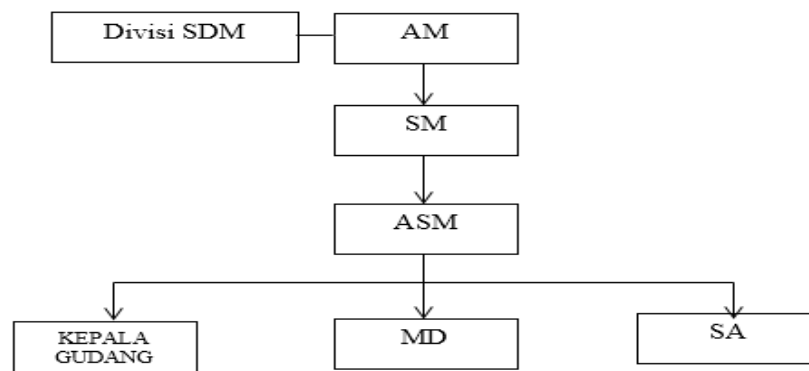 Divisi SDM
AM
SM
ASM
KEPALA
GUDANG
MD
SA